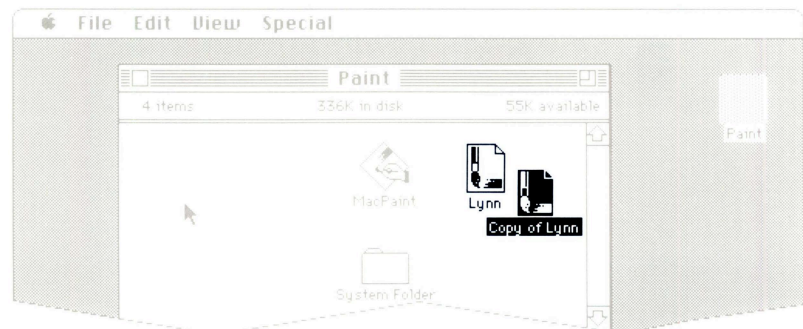 File Edit View Special
Paint
4 items 336K in disk 55K available
Paint
MacPaint
Lynn
Copy of Lynn
System Folder